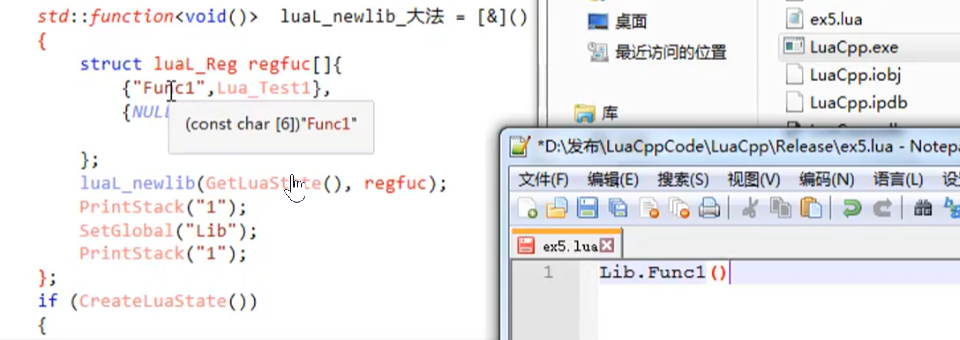 std::function<void()>  luaL_newlib_大法 = [&]()
{
struct luaL_Reg regfuc[]{
{"Func1",Lua_Test1},
{NULL
(const char [6])"Func1"
};
luaL_newlib(GetLuaState(), regfuc);
PrintStack("1");
SetGlobal("Lib");
PrintStack("1");
};
if (CreateLuaState())
{
桌面
最近访问的位置
库
ex5.lua
LuaCpp.exe
LuaCpp.iobj
LuaCpp.ipdb
*D:\发布\LuaCppCode\LuaCpp\Release\ex5.lua - Notepa
文件(F) 编辑(E) 搜索(S) 视图(V) 编码(N) 语言(L) 设
ex5.lua
1 Lib.Func1()